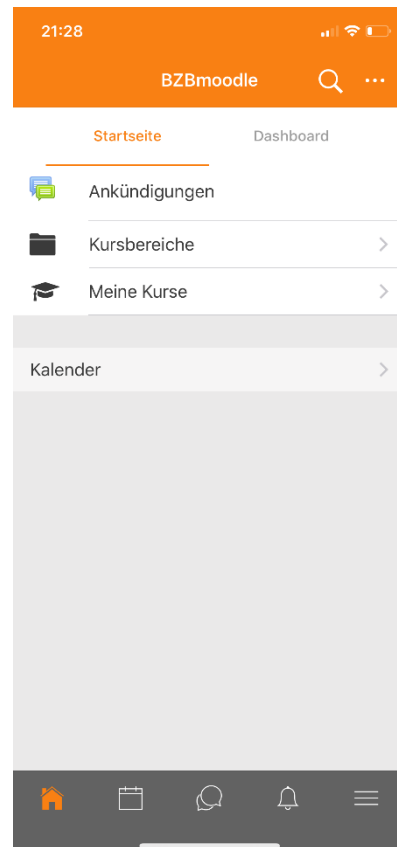 21:28
BZBmoodle
Startseite Dashboard
Ankündigungen
Kursbereiche
Meine Kurse
Kalender